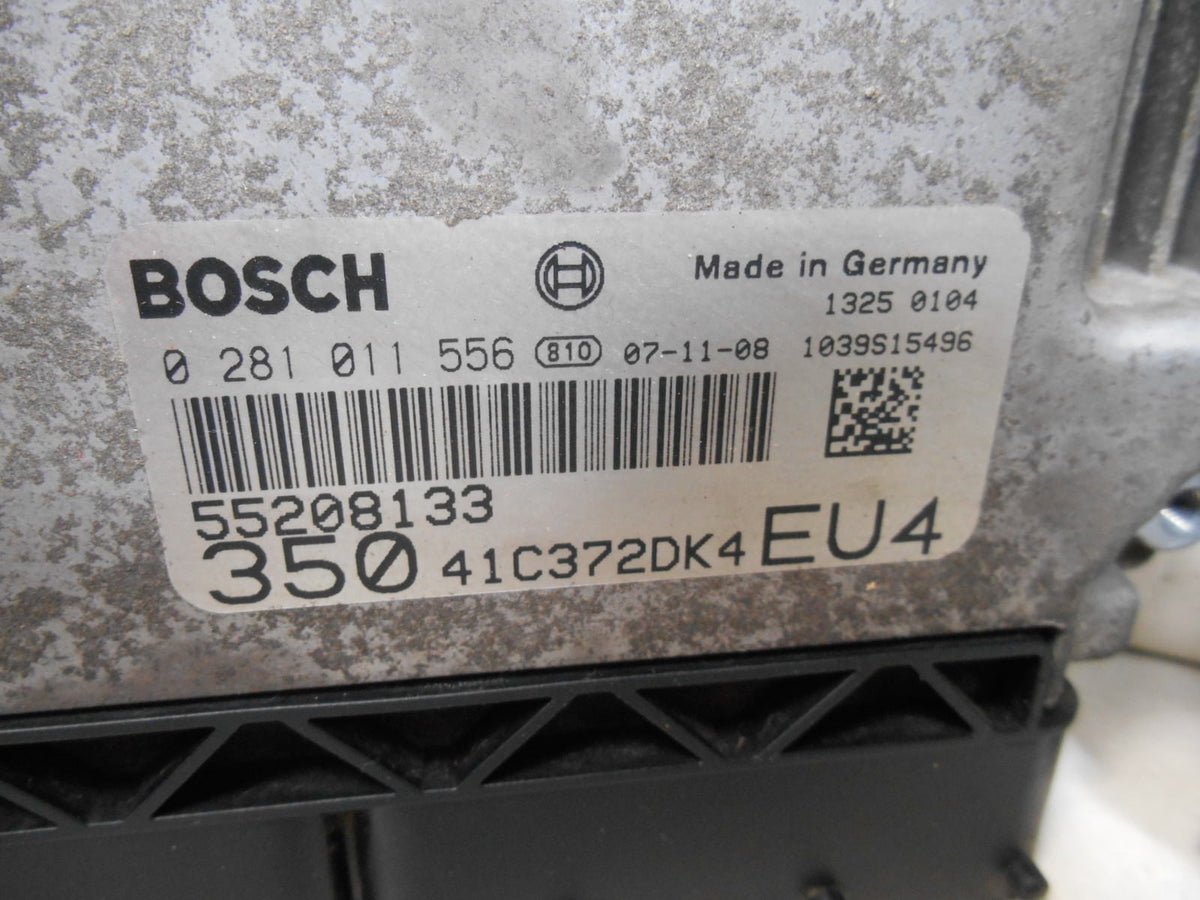 BOSCH
Made in Germany
1325 0104
0 281 011 556 810 07-11-08 1039S15496
55208133
350 41C372DK4 EU4